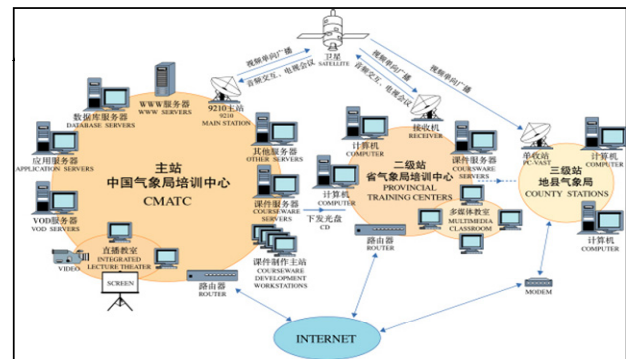 卫星
SATELLITE
视频单向广播
音频交互、电视会议
视频单向广播
音频交互、电视会议
视频单向广播
WWW服务器
WWW SERVERS
9210主站
9210
MAIN STATION
数据库服务器
DATABASE SERVERS
应用服务器
APPLICATION SERVERS
其他服务器
OTHER SERVERS
主站
中国气象局培训中心
CMATC
VOD服务器
VOD SERVERS
课件服务器
COURSEWARE
SERVERS
直播教室
INTEGRATED
LECTURE THEATER
VIDEO
SCREEN
路由器
ROUTER
课件制作主站
COURSEWARE
DEVELOPMENT
WORKSTATIONS
下发光盘
CD
接收机
RECEIVER
计算机
COMPUTER
课件服务器
COURSWARE
SERVERS
二级站
省气象局培训中心
PROVINCIAL
TRAINING CENTERS
计算机
COMPUTER
多媒体教室
MULTIMEDIA
CLASSROOM
路由器
ROUTER
单收站
PC-VAST
计算机
COMPUTER
三级站
地县气象局
COUNTY STATIONS
计算机
COMPUTER
MODEM
INTERNET